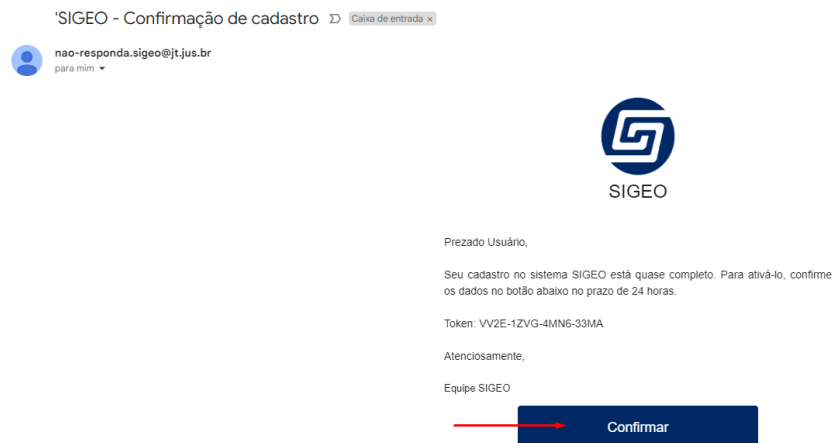 'SIGEO - Confirmação de cadastro Caixa de entrada x
nao-responda.sigeo@jt.jus.br
para mim
SIGEO
Prezado Usuário,
Seu cadastro no sistema SIGEO está quase completo. Para ativá-lo, confirme
os dados no botão abaixo no prazo de 24 horas.
Token: VV2E-1ZVG-4MN6-33MA
Atenciosamente,
Equipe SIGEO
Confirmar